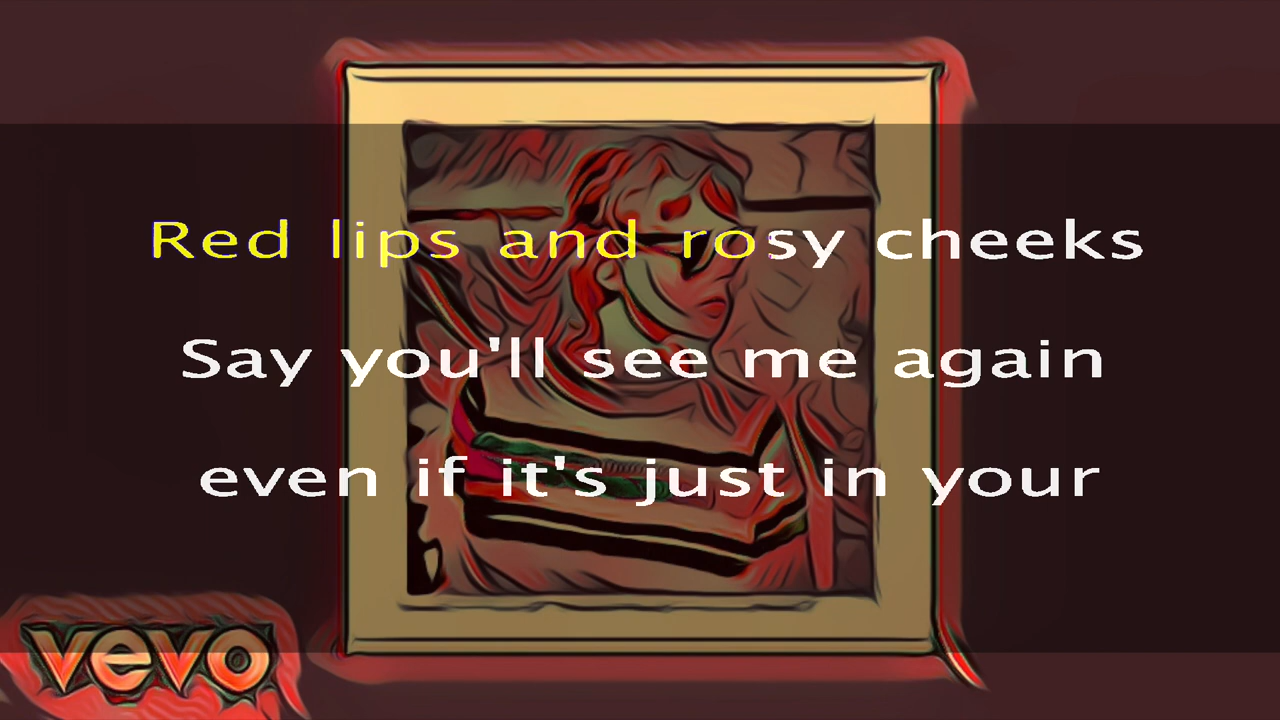 Red lips and rosy cheeks
Say you'll see me again
even if it's just in your
vevo